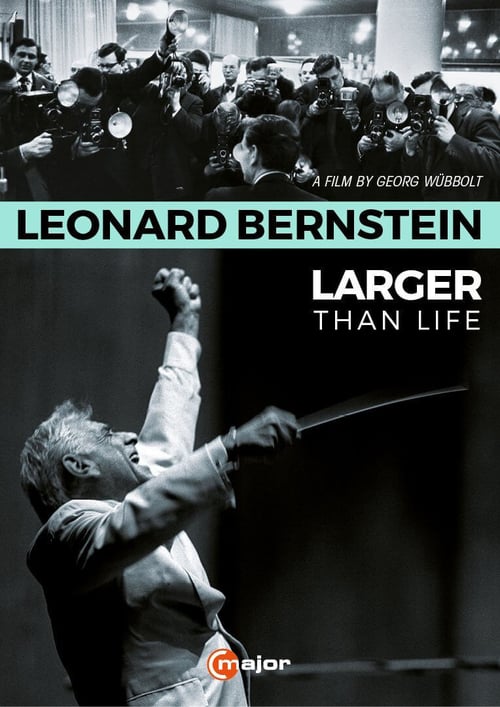 A FILM BY GEORG WÜBBOLT
LEONARD BERNSTEIN
LARGER
THAN LIFE
C major